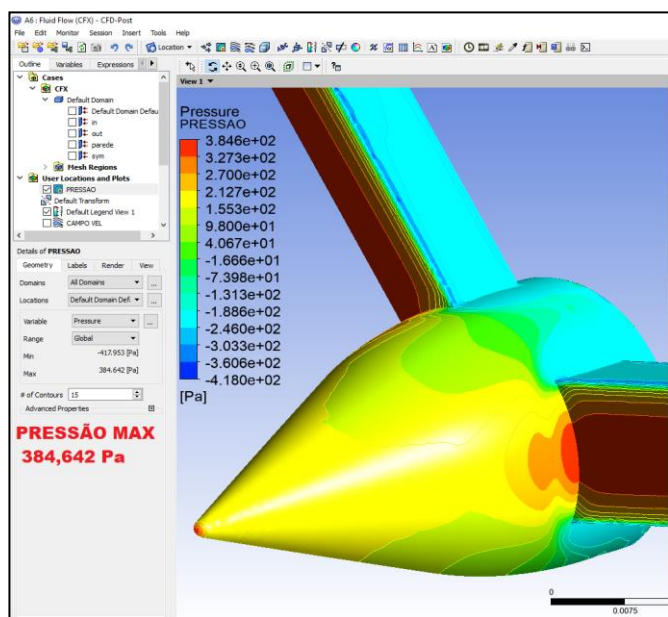 A6 : Fluid Flow (CFX) - CFD-Post
File Edit Monitor Session Insert Tools Help
Location
Outline Variables Expressions
Cases
CFX
Default Domain
Default Domain Defau
in
out
parede
sym
Mesh Regions
User Locations and Plots
PRESSAO
Default Transform
Default Legend View 1
CAMPO VEL
Details of PRESSAO
Geometry Labels Render View
Domains All Domains ...
Locations Default Domain Defi ...
Variable Pressure ...
Range Global
Min -417.953 [Pa]
Max 384.642 [Pa]
# of Contours 15
Advanced Properties
PRESSÃO MAX
384,642 Pa
View 1
Pressure
PRESSAO
3.846e+02
3.273e+02
2.700e+02
2.127e+02
1.553e+02
9.800e+01
4.067e+01
-1.666e+01
-7.398e+01
-1.313e+02
-1.886e+02
-2.460e+02
-3.033e+02
-3.606e+02
-4.180e+02
[Pa]
0
0.0075